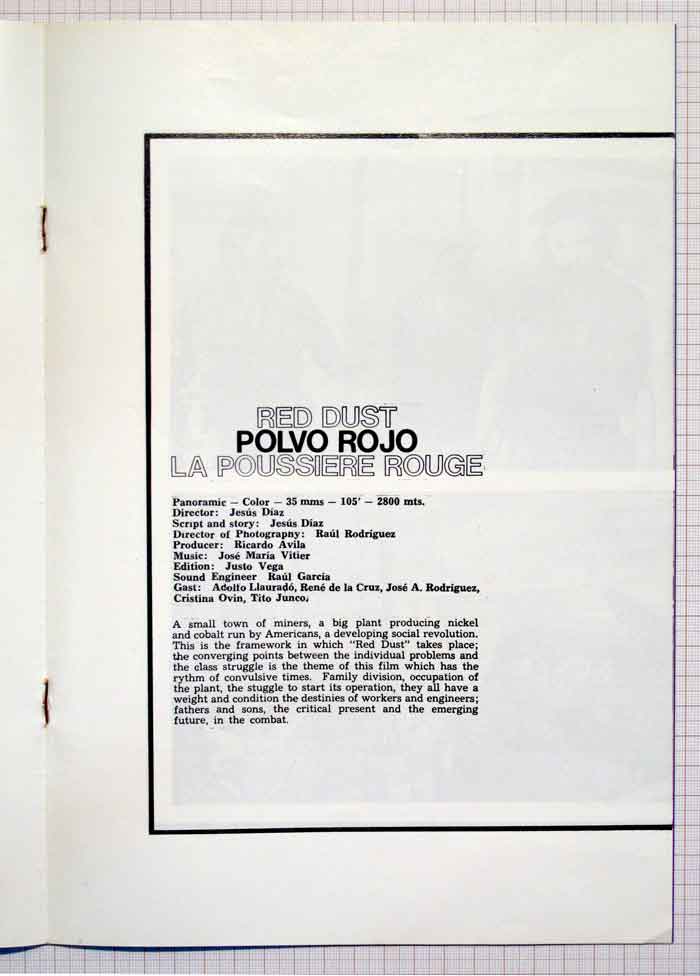 RED DUST
POLVO ROJO
LA POUSSIERE ROUGE
Panoramic — Color — 35 mms — 105' — 2800 mts.
Director: Jesús Díaz
Script and story: Jesús Díaz
Director of Photograpny: Raúl Rodríguez
Producer: Ricardo Avila
Music: José María Vitier
Edition: Justo Vega
Sound Engineer Raúl García
Gast: Adolfo Llauradó, René de la Cruz, José A. Rodríguez,
Cristina Ovin, Tito Junco.
A small town of miners, a big plant producing nickel
and cobalt run by Americans, a developing social revolution.
This is the framework in which "Red Dust" takes place;
the converging points between the individual problems and
the class struggle is the theme of this film which has the
rythm of convulsive times. Family division, occupation of
the plant, the stuggle to start its operation, they all have a
weight and condition the destinies of workers and engineers;
fathers and sons, the critical present and the emerging
future, in the combat.